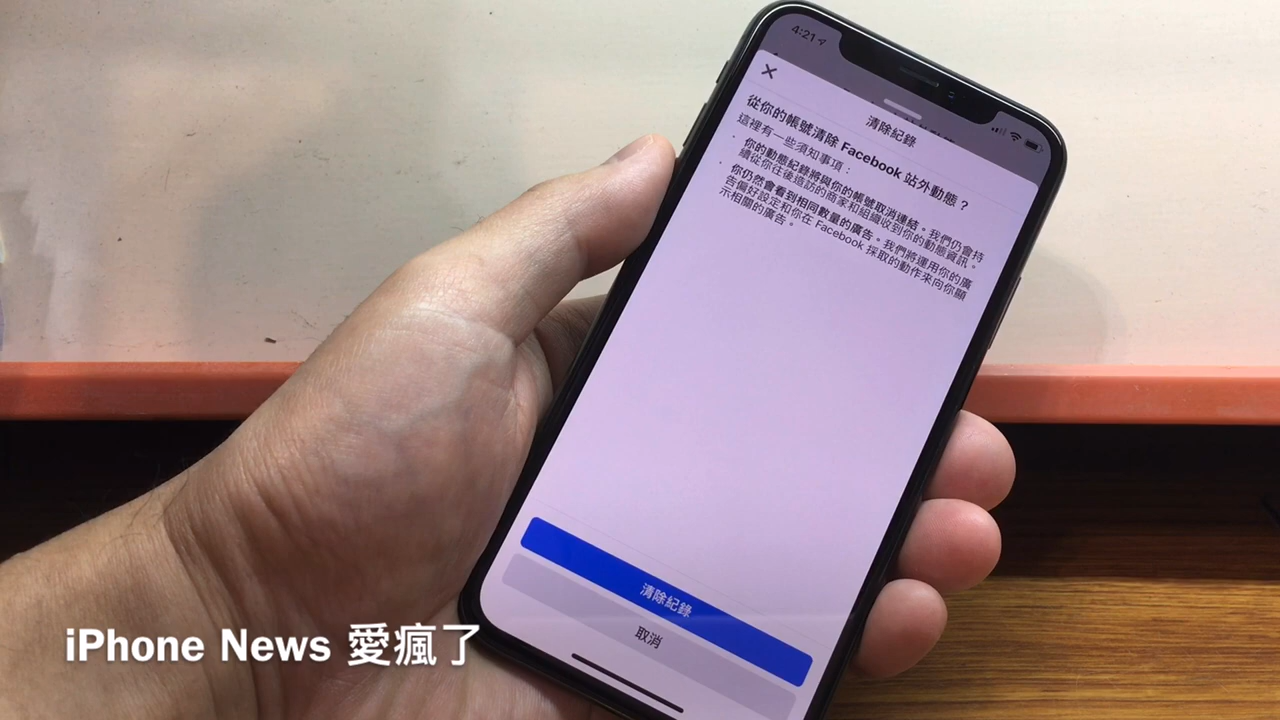 4:21
清除紀錄
從你的帳號清除 Facebook 站外動態？
這裡有一些須知事項：
· 你的動態紀錄將與你的帳號取消連結。我們仍會持
續從你往後造訪的商家和組織收到你的動態資訊。
· 你仍然會看到相同數量的廣告。我們將運用你的廣
告偏好設定和你在 Facebook 採取的動作來向你顯
示相關的廣告。
清除紀錄
取消
iPhone News 愛瘋了